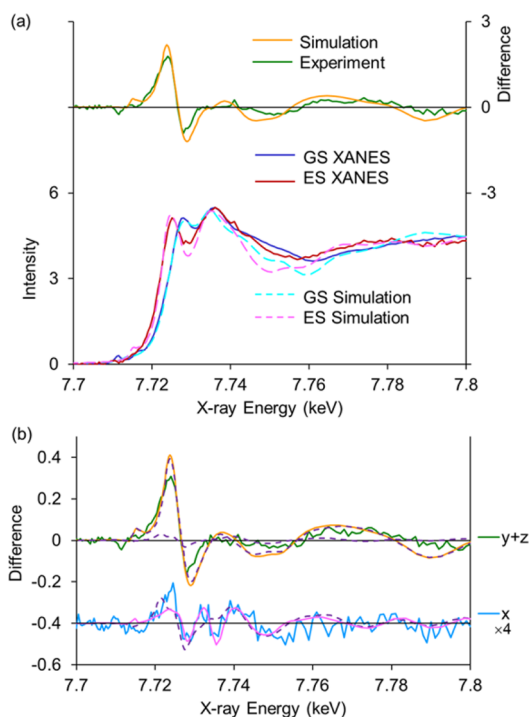 (a)
3
Simulation
Experiment
0
Difference
GS XANES
ES XANES
6
-3
Intensity
3
GS Simulation
ES Simulation
0
7.7 7.72 7.74 7.76 7.78 7.8
X-ray Energy (keV)
(b)
0.4
0.2
0
y+z
Difference
-0.2
-0.4
x
×4
-0.6
7.7 7.72 7.74 7.76 7.78 7.8
X-ray Energy (keV)